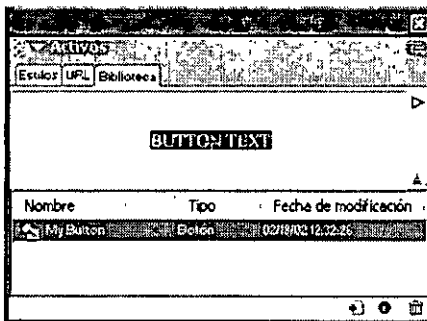 Activos
Estilos URL Biblioteca
BUTTON TEXT
Nombre Tipo Fecha de modificación
My Button Botón 02/18/02 12:32:28